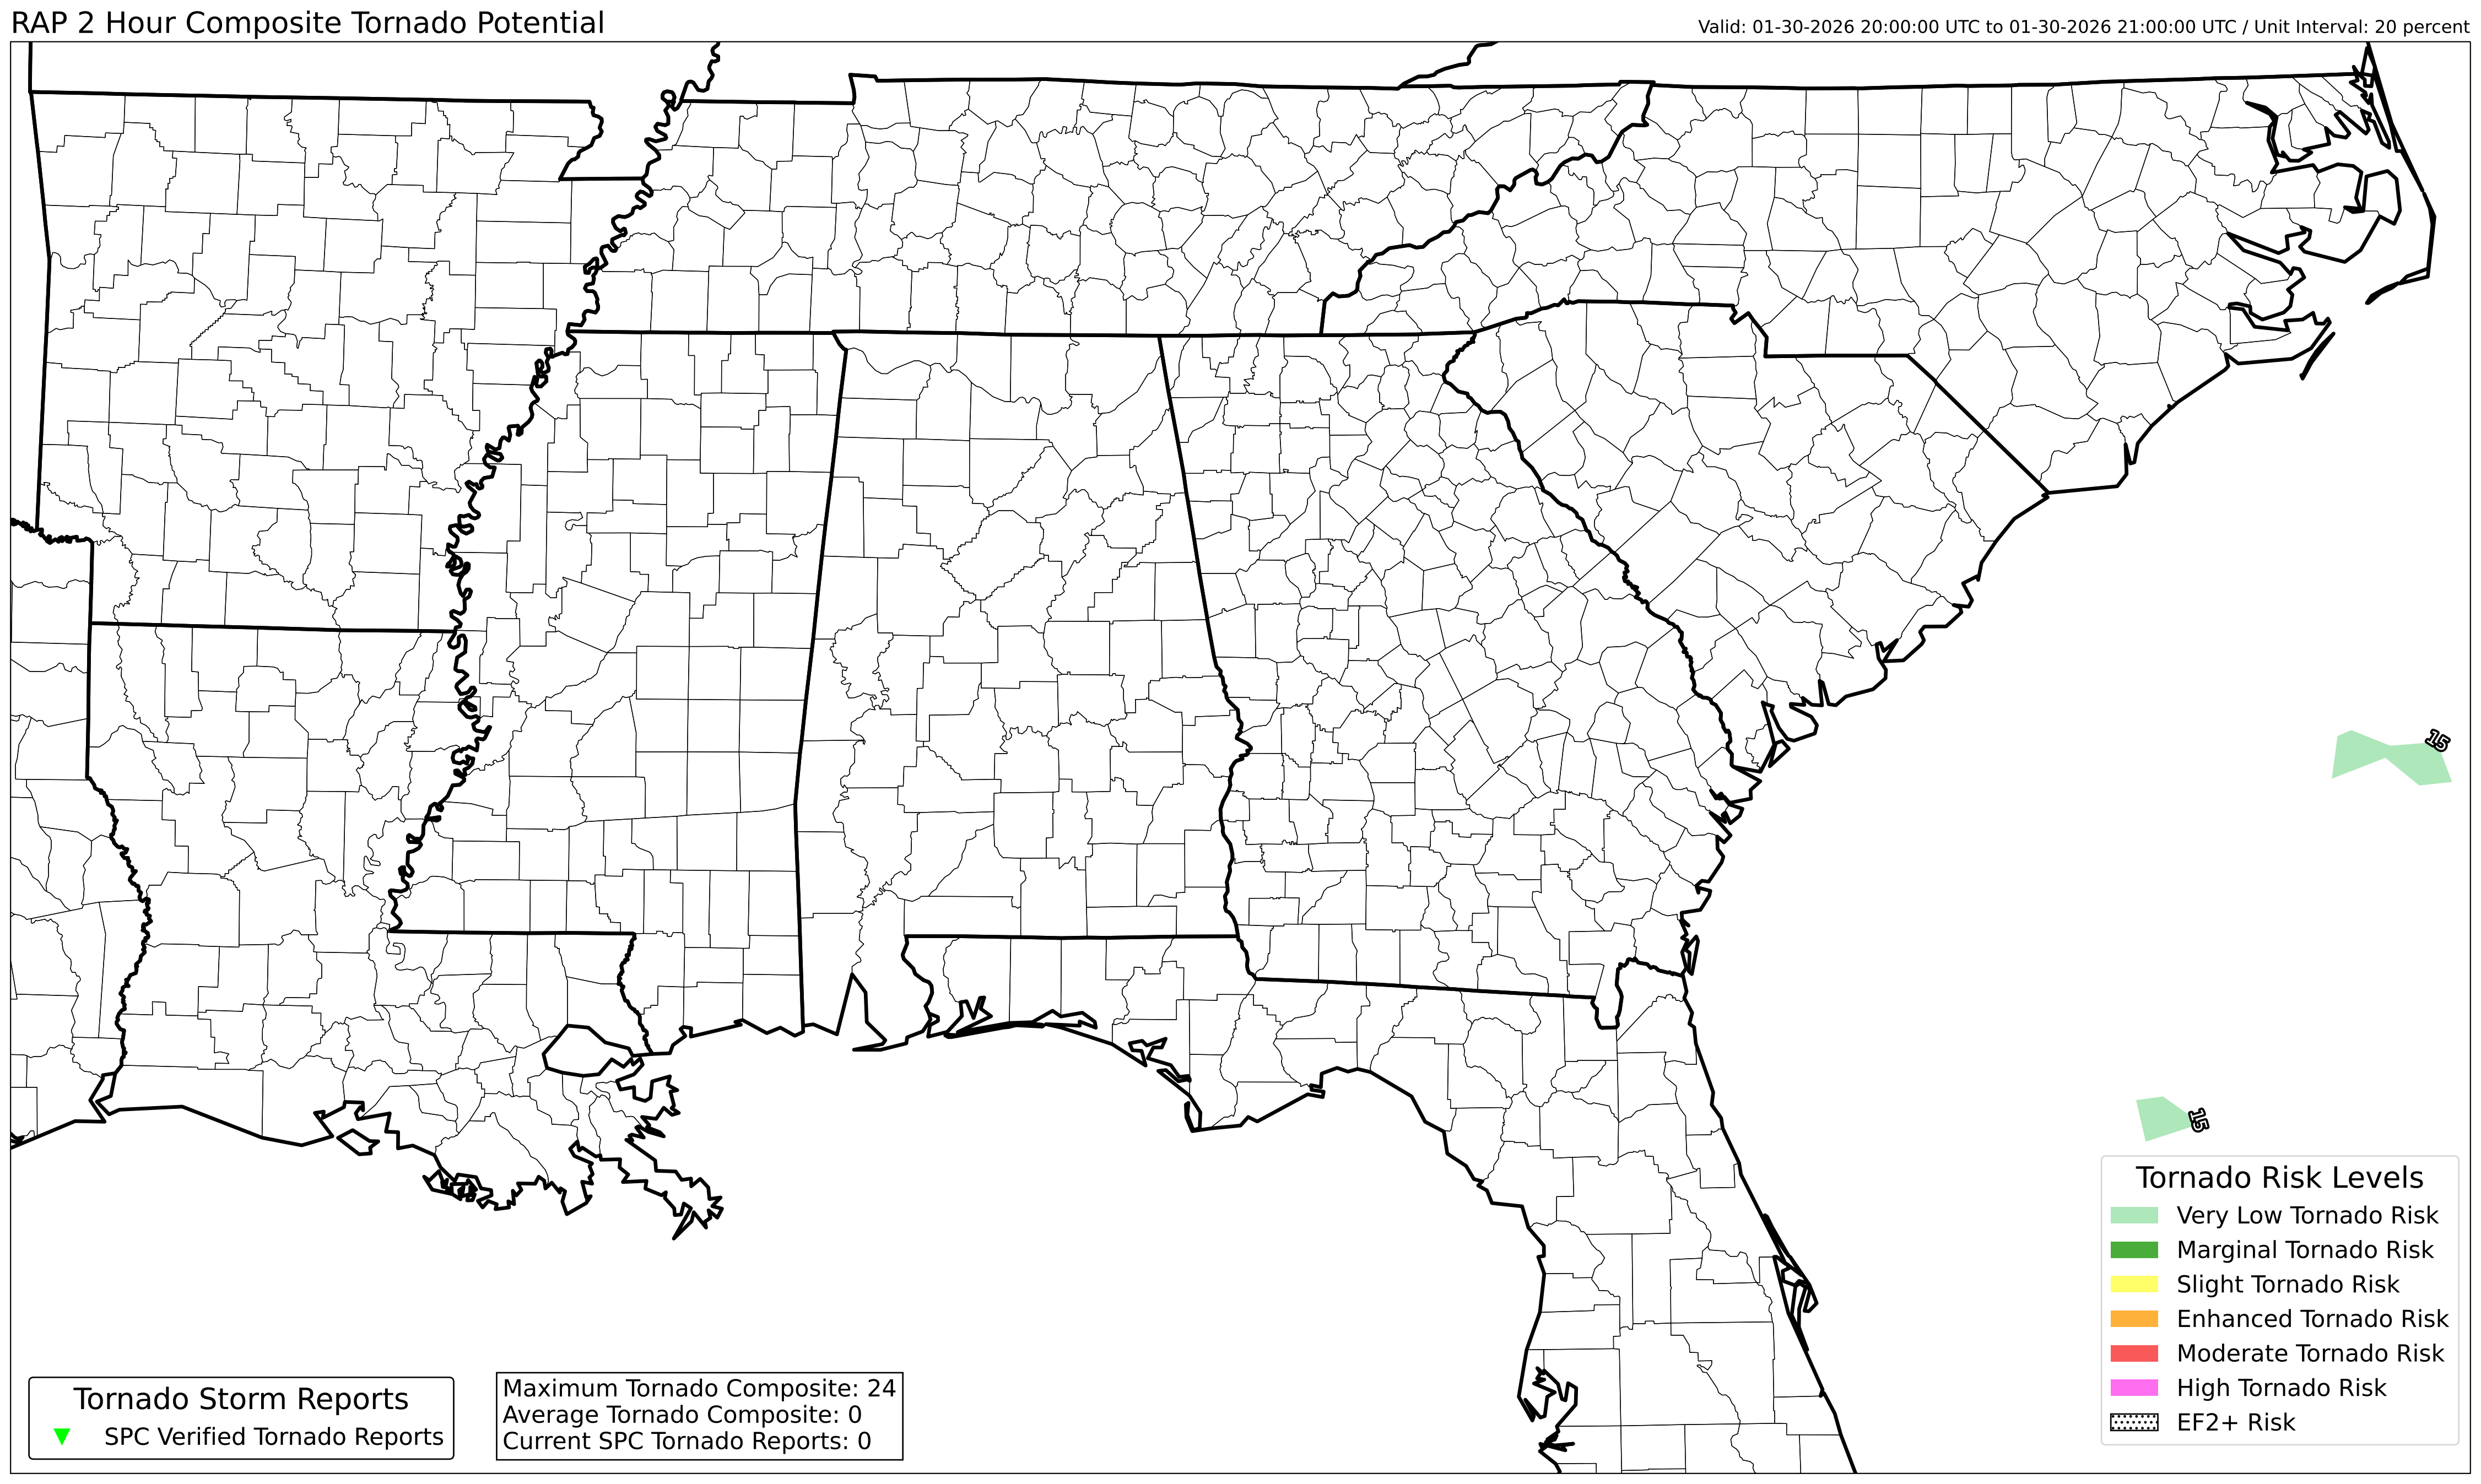 RAP 2 Hour Composite Tornado Potential
Valid: 01-30-2026 20:00:00 UTC to 01-30-2026 21:00:00 UTC / Unit Interval: 20 percent
15
15
Tornado Risk Levels
Very Low Tornado Risk
Marginal Tornado Risk
Slight Tornado Risk
Enhanced Tornado Risk
Moderate Tornado Risk
High Tornado Risk
EF2+ Risk
Tornado Storm Reports
SPC Verified Tornado Reports
Maximum Tornado Composite: 24
Average Tornado Composite: 0
Current SPC Tornado Reports: 0